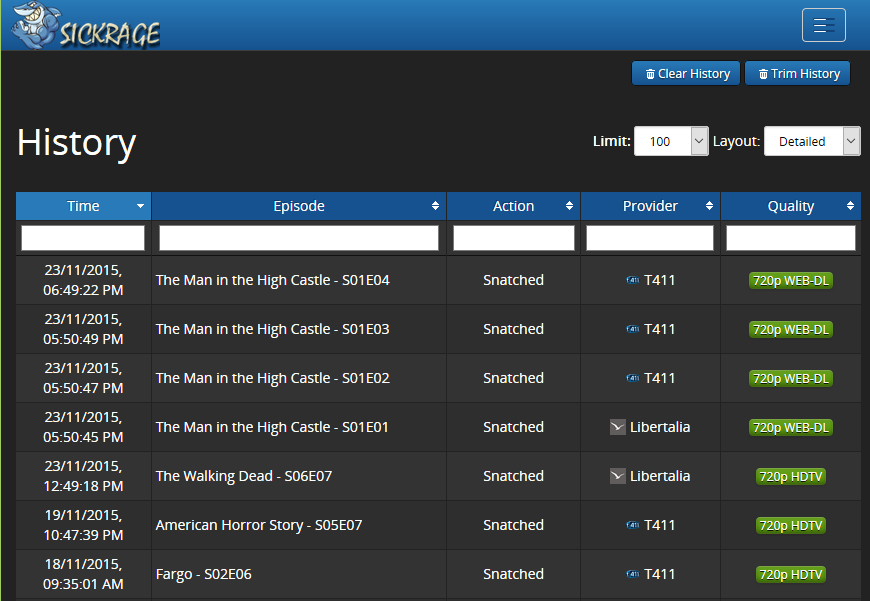 SICKRAGE
Clear History Trim History
History
Limit: 100 Layout: Detailed
Time Episode Action Provider Quality
23/11/2015,
06:49:22 PM The Man in the High Castle - S01E04 Snatched T411 T411 720p WEB-DL
23/11/2015,
05:50:49 PM The Man in the High Castle - S01E03 Snatched T411 T411 720p WEB-DL
23/11/2015,
05:50:47 PM The Man in the High Castle - S01E02 Snatched T411 T411 720p WEB-DL
23/11/2015,
05:50:45 PM The Man in the High Castle - S01E01 Snatched Libertalia 720p WEB-DL
23/11/2015,
12:49:18 PM The Walking Dead - S06E07 Snatched Libertalia 720p HDTV
19/11/2015,
10:47:39 PM American Horror Story - S05E07 Snatched T411 T411 720p HDTV
18/11/2015,
09:35:01 AM Fargo - S02E06 Snatched T411 T411 720p HDTV